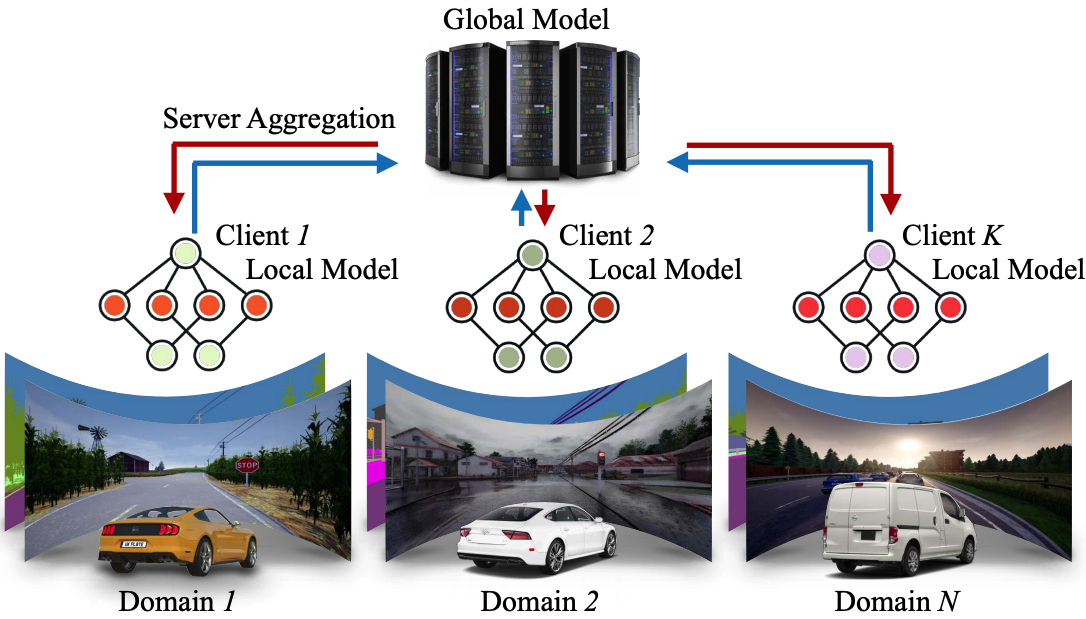 Global Model
Server Aggregation
Client 1
Local Model
Client 2
Local Model
Client K
Local Model
STOP
Domain 1
Domain 2
Domain N